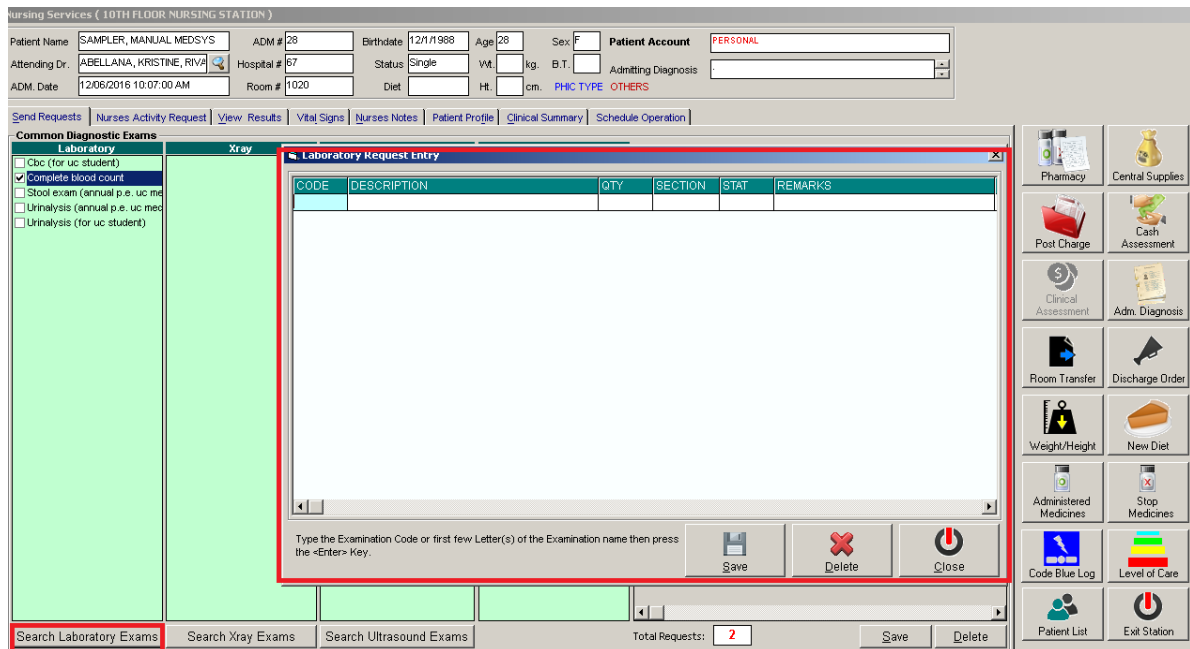 Nursing Services ( 10TH FLOOR NURSING STATION )
Patient Name SAMPLER, MANUAL MEDSYS ADM # 28 Birthdate 12/1/1988 Age 28 Sex F Patient Account PERSONAL
Attending Dr. ABELLANA, KRISTINE, RIVA Hospital # 67 Status Single Wt. kg. B.T. Admitting Diagnosis .
ADM. Date 12/06/2016 10:07:00 AM Room # 1020 Diet Ht. cm. PHIC TYPE OTHERS
Send Requests Nurses Activity Request View Results Vital Signs Nurses Notes Patient Profile Clinical Summary Schedule Operation
Common Diagnostic Exams
Laboratory Xray
Cbc (for uc student)
Complete blood count
Stool exam (annual p.e. uc me
Urinalysis (annual p.e. uc med
Urinalysis (for uc student)
Laboratory Request Entry
CODE DESCRIPTION QTY SECTION STAT REMARKS
Type the Examination Code or first few Letter(s) of the Examination name then press
the <Enter> Key.
Save Delete Close
Pharmacy Central Supplies
Post Charge Cash
Assessment
Clinical
Assessment Adm. Diagnosis
Room Transfer Discharge Order
Weight/Height New Diet
Administered
Medicines Stop
Medicines
Code Blue Log Level of Care
Patient List Exit Station
Search Laboratory Exams Search Xray Exams Search Ultrasound Exams Total Requests: 2 Save Delete